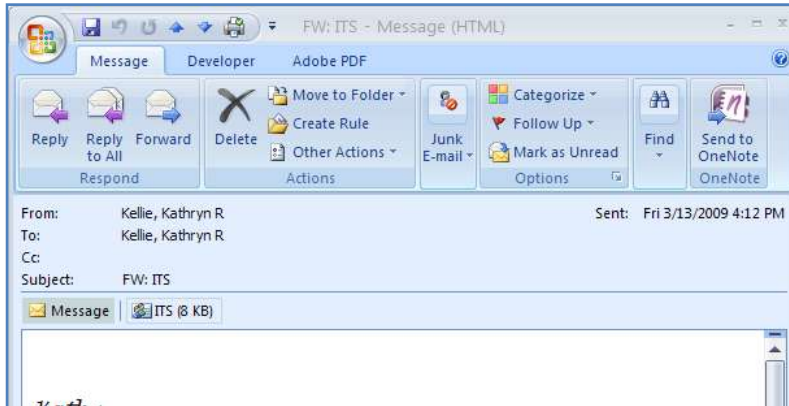 FW: ITS - Message (HTML)
Message Developer Adobe PDF
Reply Reply to All Forward Delete Move to Folder Create Rule Other Actions Junk E-mail Categorize Follow Up Mark as Unread Find Send to OneNote
Respond Actions Options OneNote
From: Kellie, Kathryn R Sent: Fri 3/13/2009 4:12 PM
To: Kellie, Kathryn R
Cc:
Subject: FW: ITS
Message ITS (8 KB)